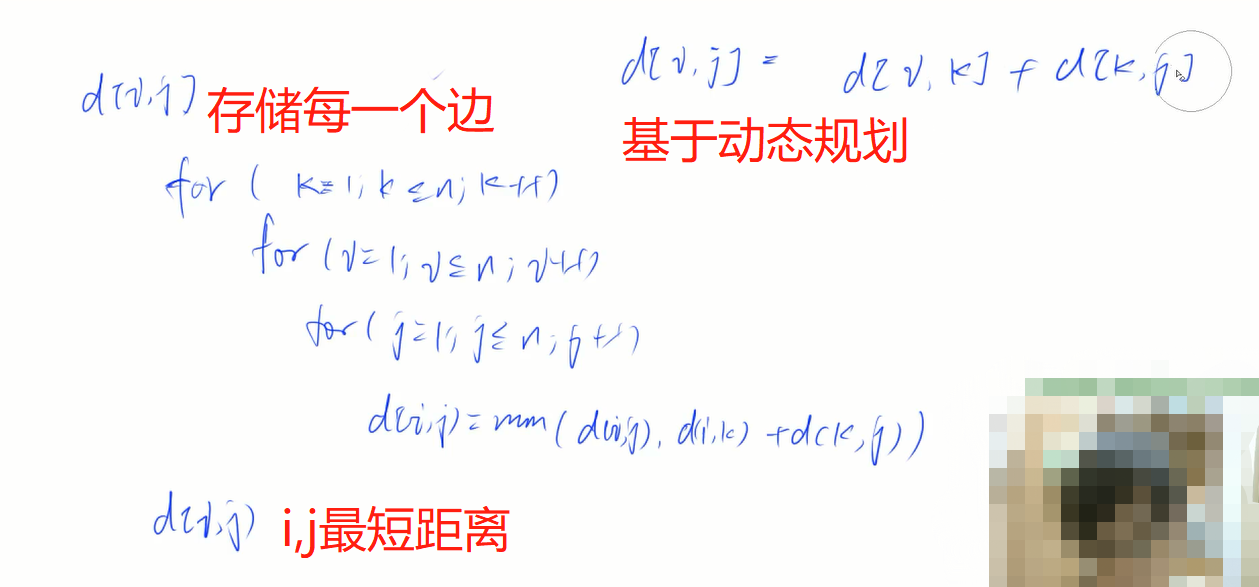 d[i,j] 存储每一个边
d[i,j] = d[i,k] + d[k,j]
基于动态规划
for ( k=1; k≤n; k++)
for (i=1; i≤n; i++)
for( j=1; j≤n; j++)
d(i,j)=min(d(i,j), d(i,k)+d(k,j))
d[i,j) i,j最短距离